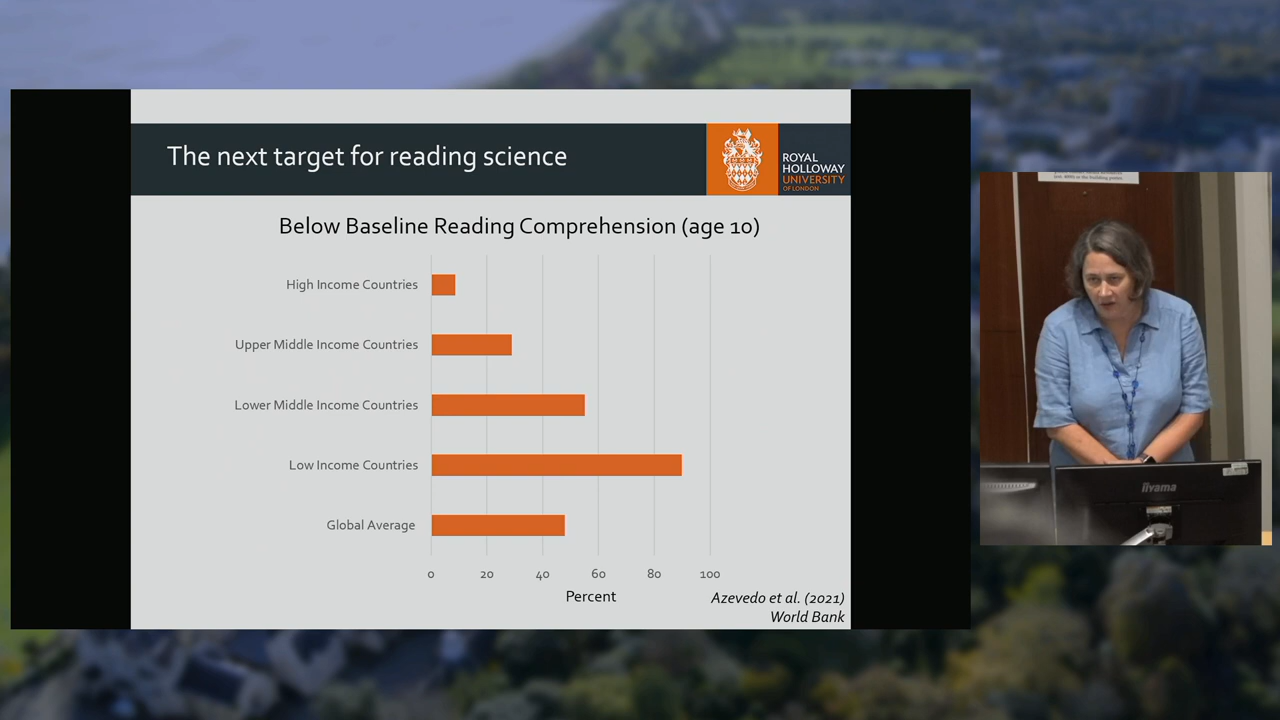 The next target for reading science
ROYAL
HOLLOWAY
UNIVERSITY
OF LONDON
Below Baseline Reading Comprehension (age 10)
High Income Countries
Upper Middle Income Countries
Lower Middle Income Countries
Low Income Countries
Global Average
0 20 40 60 80 100
Percent
Azevedo et al. (2021)
World Bank
iiyama